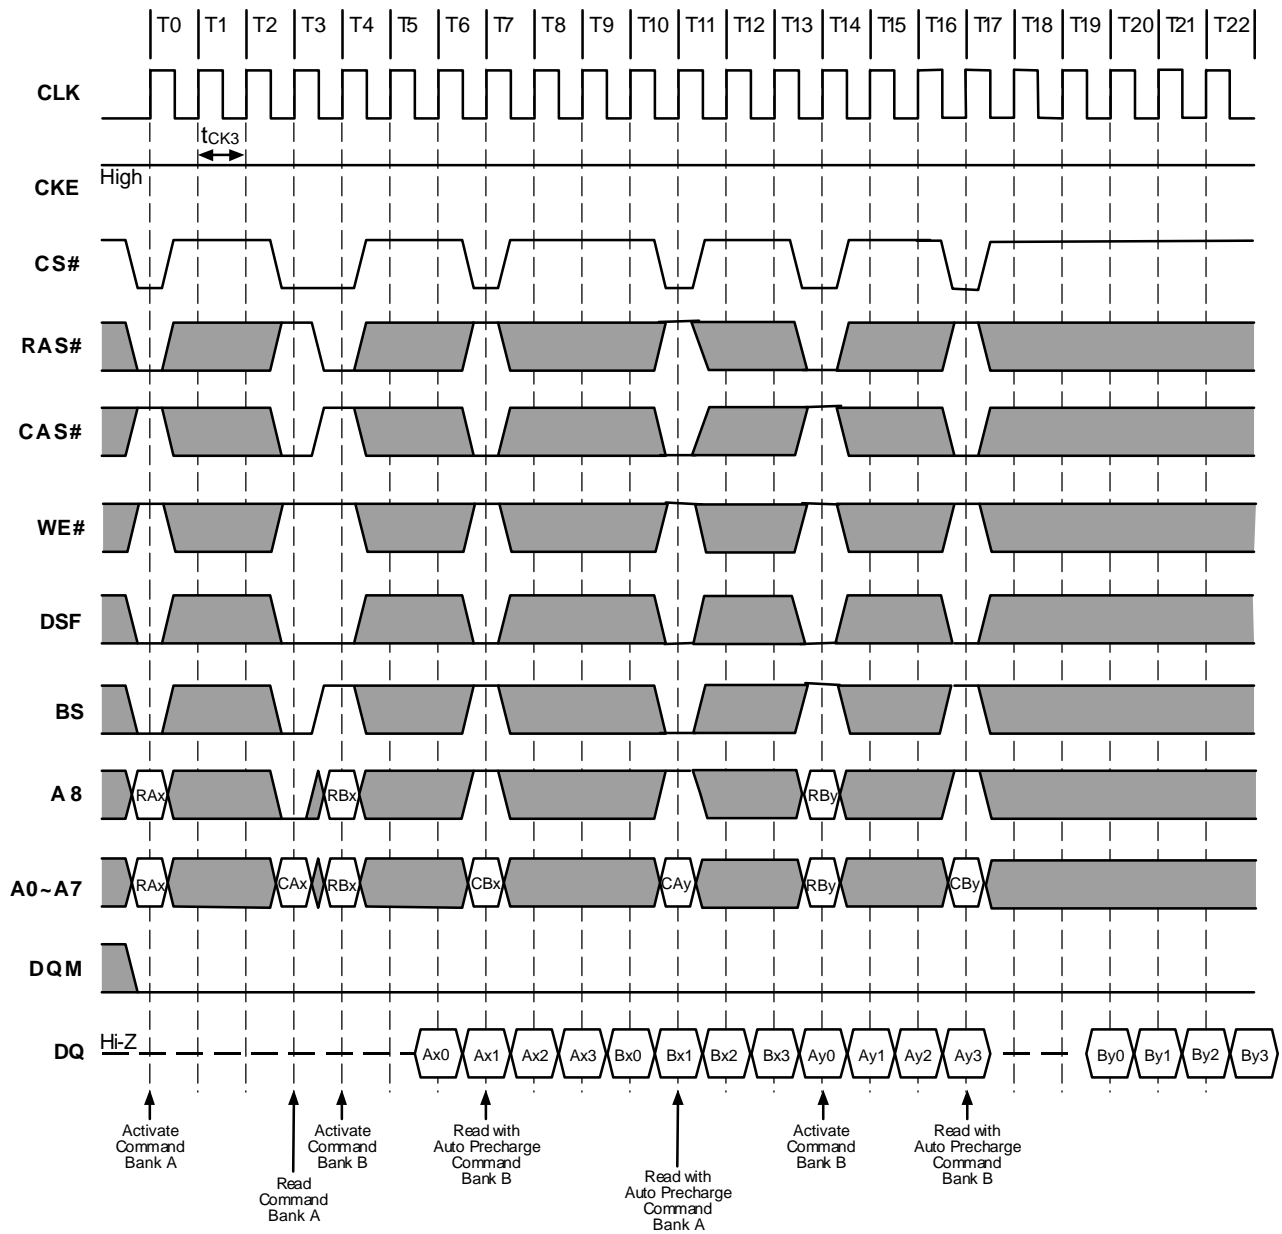 T0 T1 T2 T3 T4 T5 T6 T7 T8 T9 T10 T11 T12 T13 T14 T15 T16 T17 T18 T19 T20 T21 T22
CLK
tCK3
High
CKE
CS#
RAS#
CAS#
WE#
DSF
BS
A8 RAx RBx RBy
A0~A7 RAx CAx RBx CBx CAy RBy CBy
DQM
Hi-Z
DQ Ax0 Ax1 Ax2 Ax3 Bx0 Bx1 Bx2 Bx3 Ay0 Ay1 Ay2 Ay3 By0 By1 By2 By3
Activate
Command
Bank A
Read
Command
Bank A
Activate
Command
Bank B
Read with
Auto Precharge
Command
Bank B
Read with
Auto Precharge
Command
Bank A
Activate
Command
Bank B
Read with
Auto Precharge
Command
Bank B